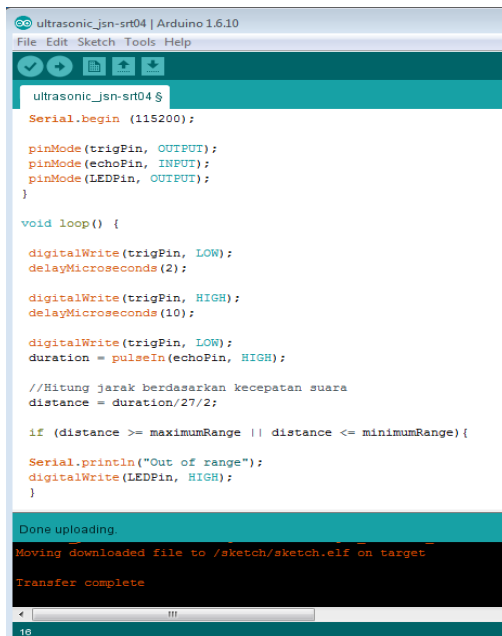 ultrasonic_jsn-srt04 | Arduino 1.6.10
File Edit Sketch Tools Help
ultrasonic_jsn-srt04 §
Serial.begin (115200);
pinMode(trigPin, OUTPUT);
pinMode(echoPin, INPUT);
pinMode(LEDPin, OUTPUT);
}
void loop() {
digitalWrite(trigPin, LOW);
delayMicroseconds(2);
digitalWrite(trigPin, HIGH);
delayMicroseconds(10);
digitalWrite(trigPin, LOW);
duration = pulseIn(echoPin, HIGH);
//Hitung jarak berdasarkan kecepatan suara
distance = duration/27/2;
if (distance >= maximumRange || distance <= minimumRange){
Serial.println("Out of range");
digitalWrite(LEDPin, HIGH);
}
Done uploading.
Moving downloaded file to /sketch/sketch.elf on target
Transfer complete
16